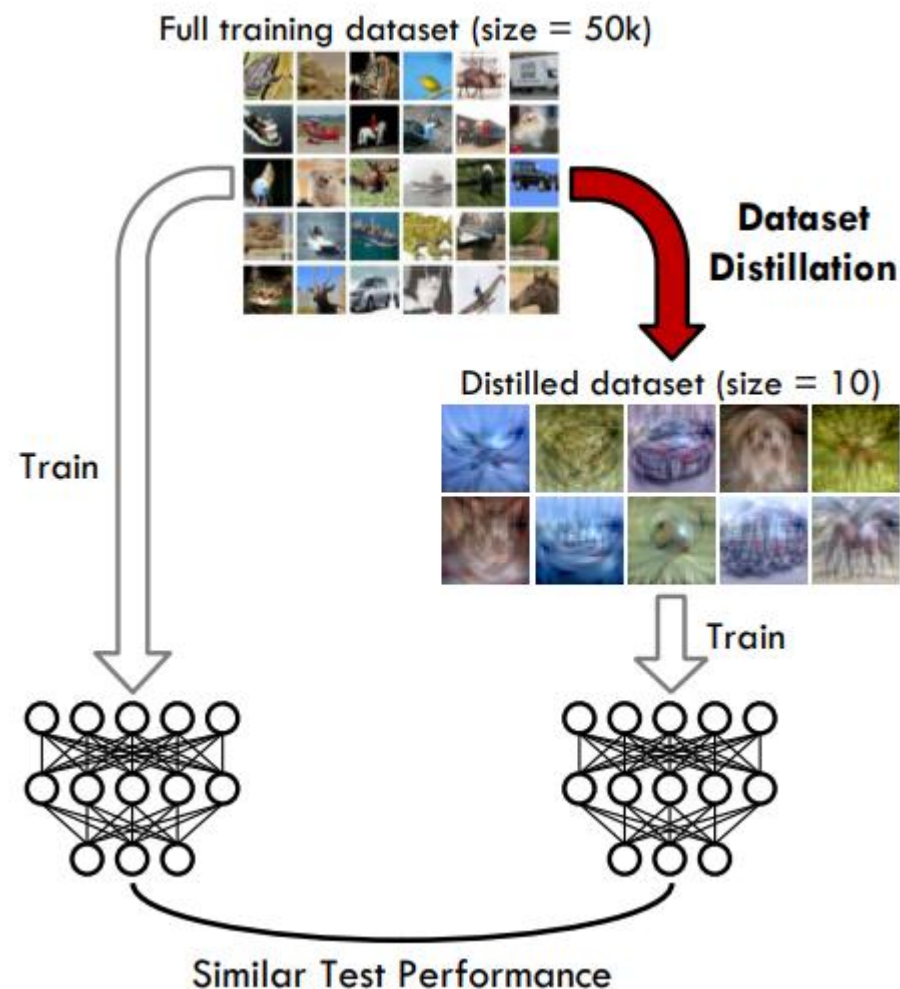 Full training dataset (size = 50k)
Dataset
Distillation
Distilled dataset (size = 10)
Train
Train
Similar Test Performance